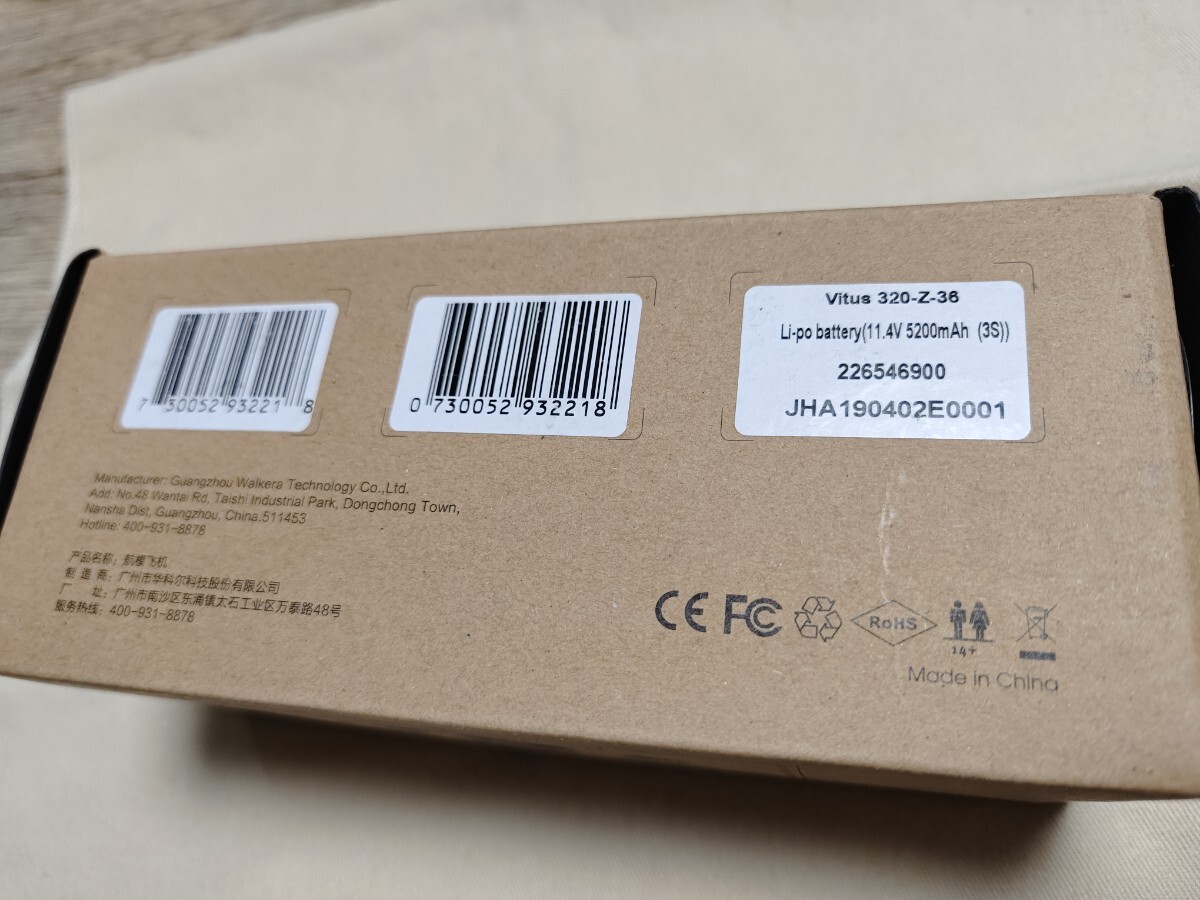 7 30052 93221 8
0 730052 932218
Vitus 320-Z-36
Li-po battery(11.4V 5200mAh (3S))
226546900
JHA190402E0001
Manufacturer: Guangzhou Walkera Technology Co.,Ltd.
Add: No.48 Wantai Rd, Taishi Industrial Park, Dongchong Town,
Nansha Dist, Guangzhou, China.511453
Hotline: 400-931-8878
产品名称: 航模飞机
制 造 商: 广州市华科尔科技股份有限公司
厂 址: 广州市南沙区东涌镇太石工业区万泰路48号
服务热线: 400-931-8878
CE FC RoHS
14+
Made in China